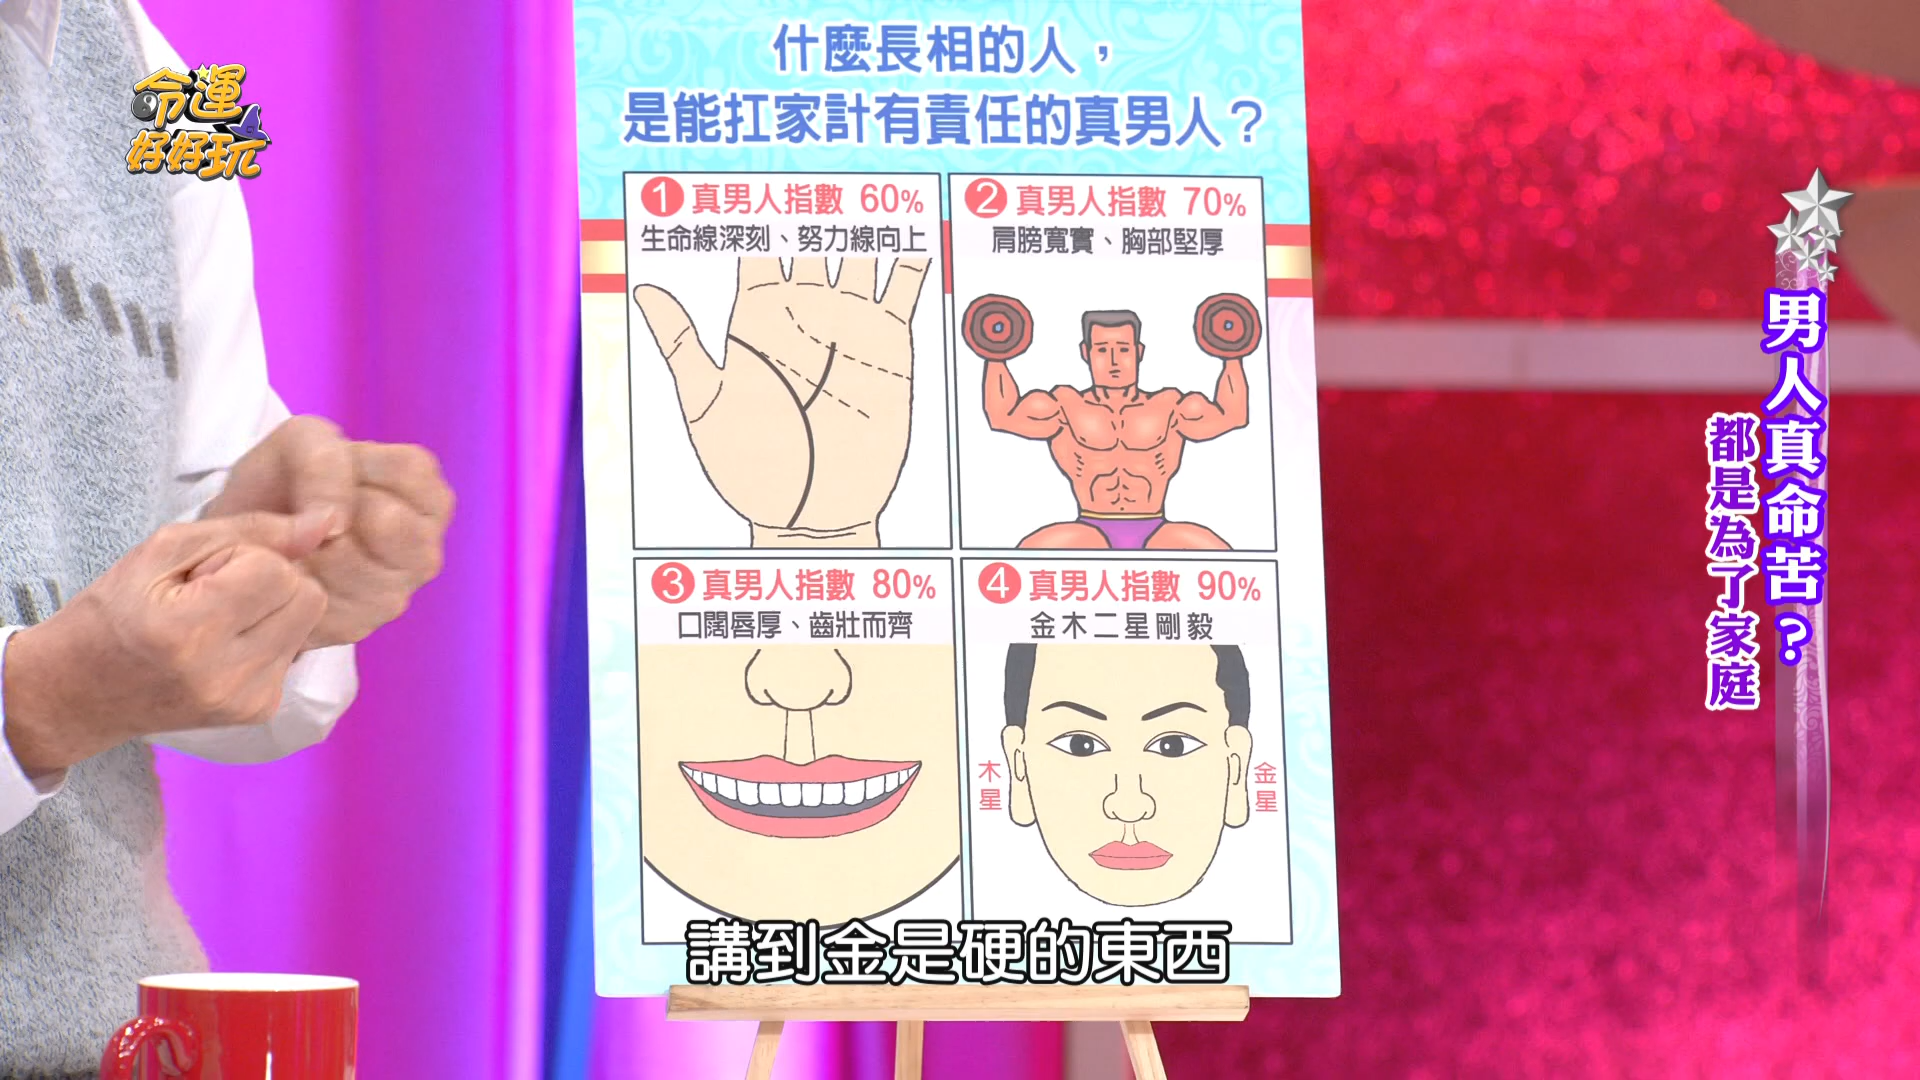 命運
好好玩
什麼長相的人，
是能扛家計有責任的真男人？
1 真男人指數 60%
生命線深刻、努力線向上
2 真男人指數 70%
肩膀寬實、胸部堅厚
3 真男人指數 80%
口闊唇厚、齒壯而齊
4 真男人指數 90%
金木二星剛毅
木星
金星
男人真命苦？
都是為了家庭
講到金是硬的東西